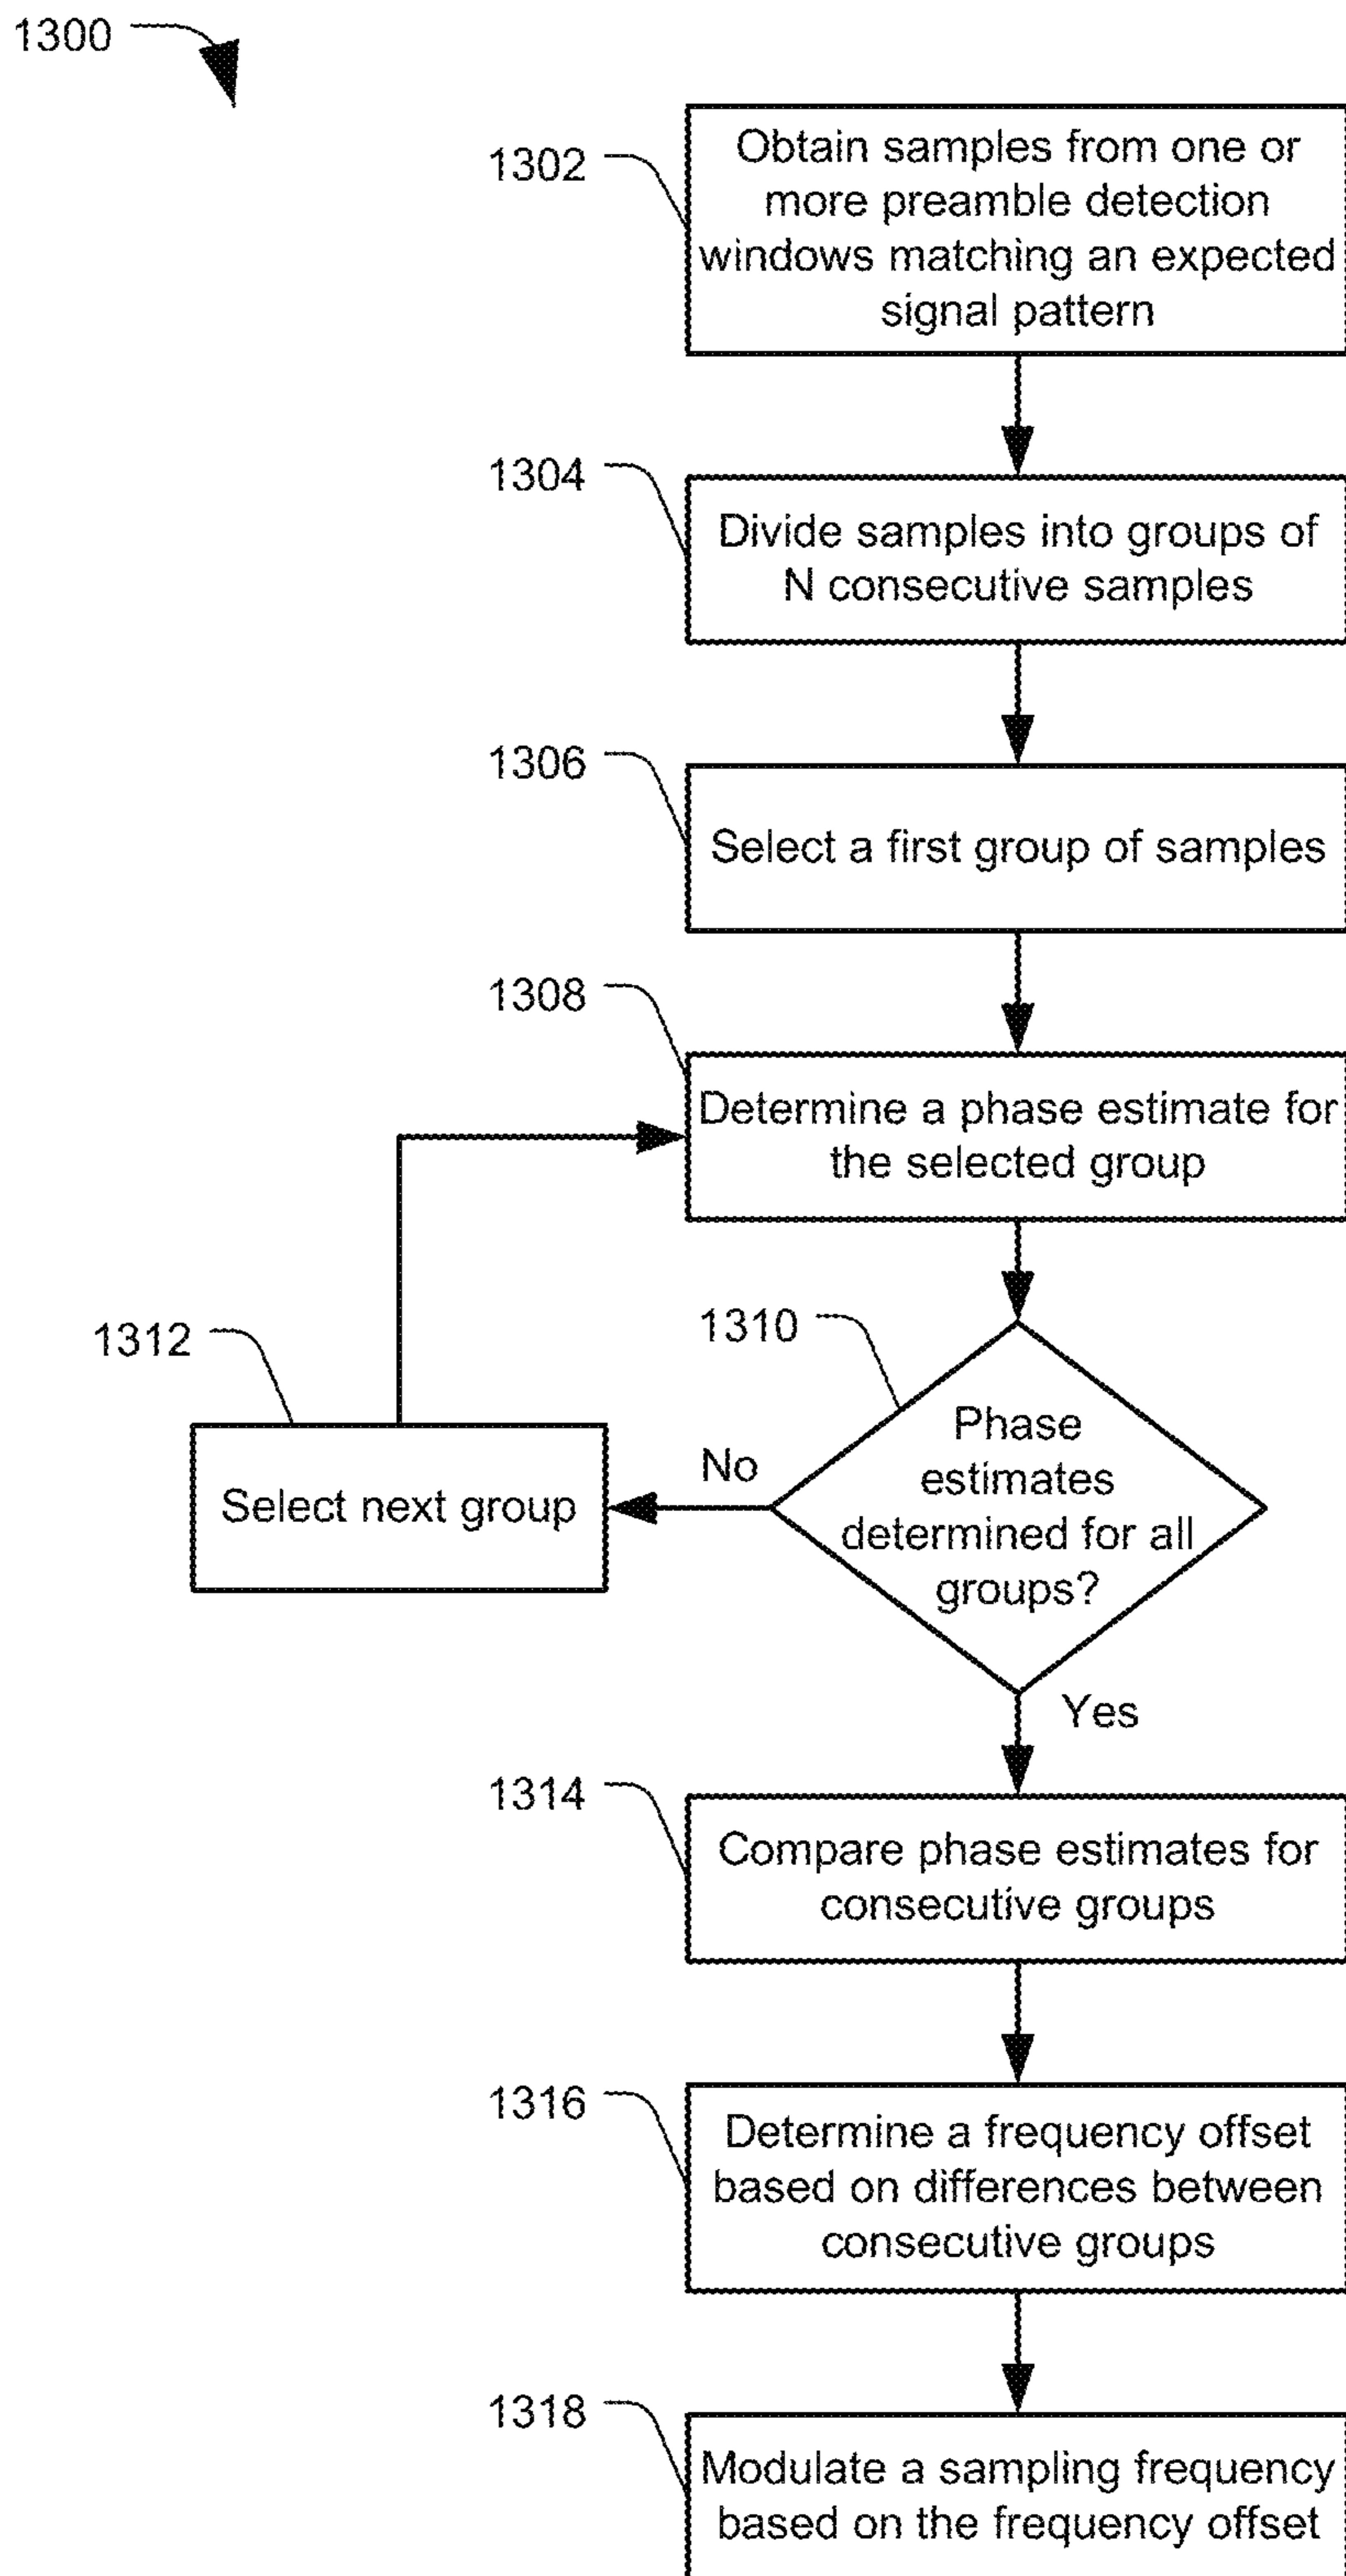 1300
1302
Obtain samples from one or
more preamble detection
windows matching an expected
signal pattern
1304
Divide samples into groups of
N consecutive samples
1306
Select a first group of samples
1308
Determine a phase estimate for
the selected group
1310
Phase
estimates
determined for all
groups?
No
1312
Select next group
Yes
1314
Compare phase estimates for
consecutive groups
1316
Determine a frequency offset
based on differences between
consecutive groups
1318
Modulate a sampling frequency
based on the frequency offset